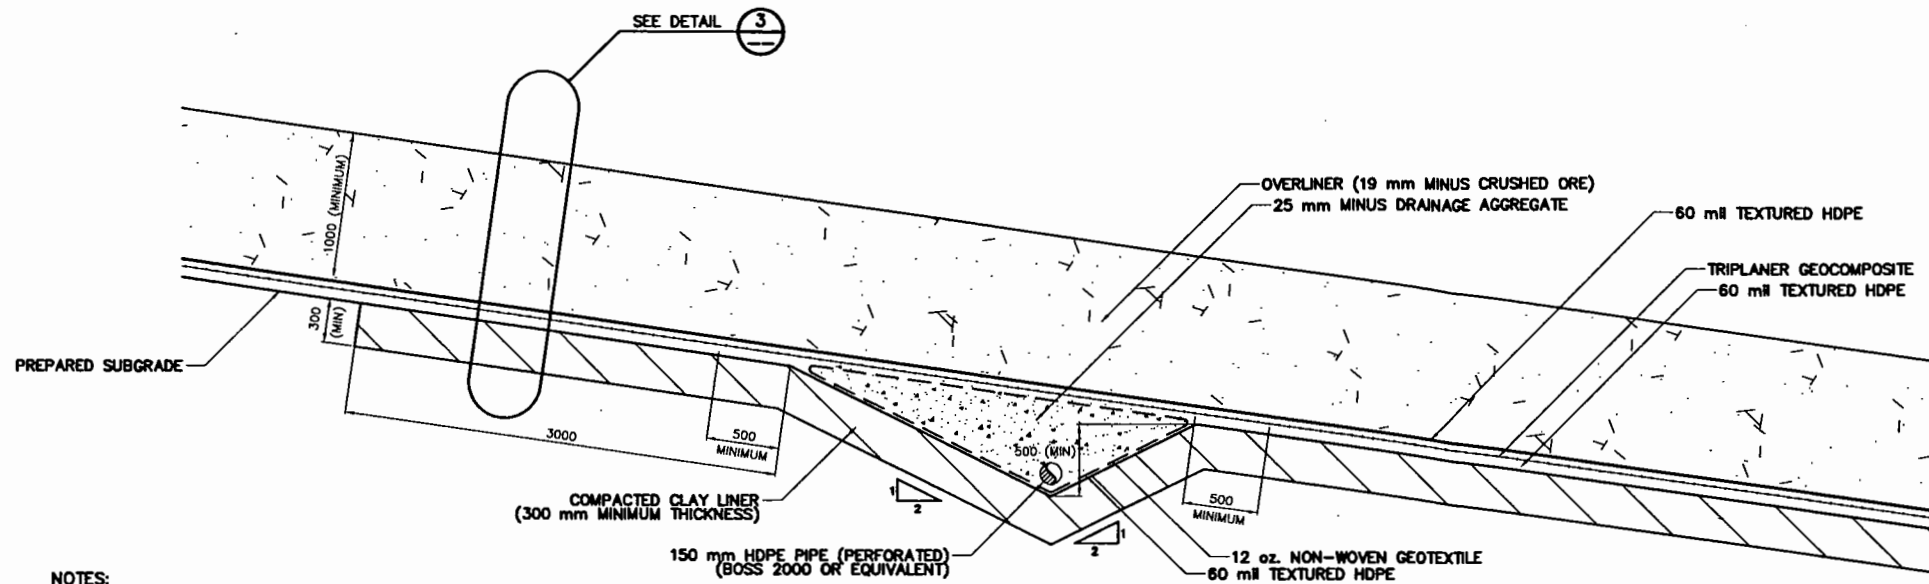 SEE DETAIL
3
--
1000 (MINIMUM)
OVERLINER (19 mm MINUS CRUSHED ORE)
25 mm MINUS DRAINAGE AGGREGATE
60 mil TEXTURED HDPE
TRIPLANER GEOCOMPOSITE
60 mil TEXTURED HDPE
300
(MIN)
PREPARED SUBGRADE
3000
500
MINIMUM
500 (MIN)
COMPACTED CLAY LINER
(300 mm MINIMUM THICKNESS)
1
2
500
MINIMUM
1
2
150 mm HDPE PIPE (PERFORATED)
(BOSS 2000 OR EQUIVALENT)
12 oz. NON-WOVEN GEOTEXTILE
60 mil TEXTURED HDPE
NOTES: